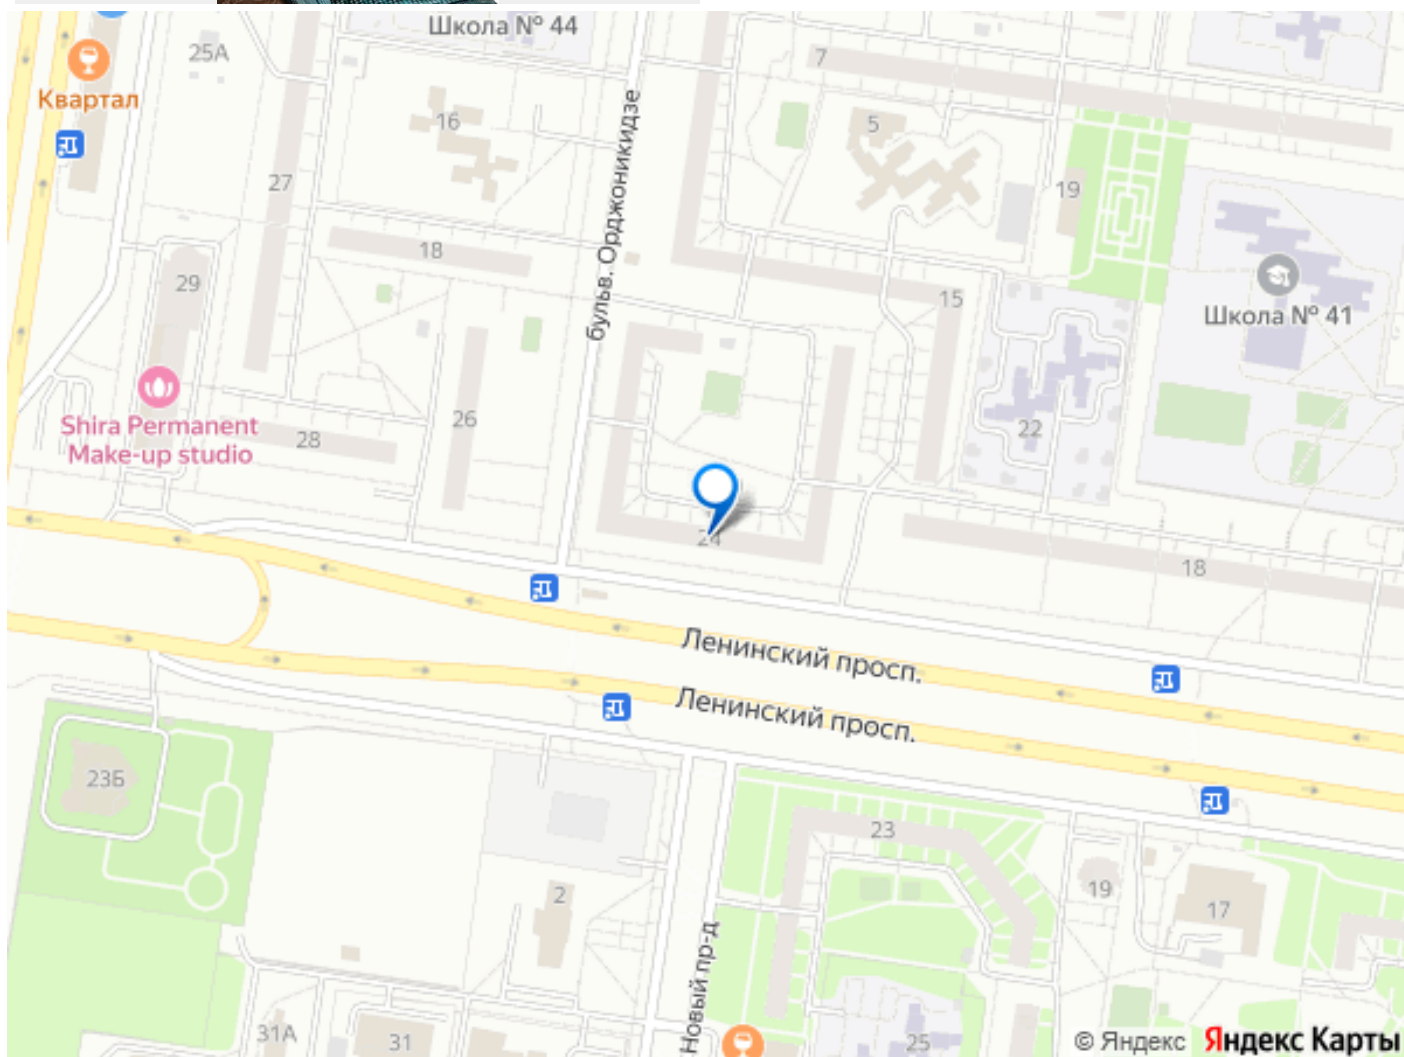 Школа № 44
25А
7
Квартал
16
5
бульв. Орджоникидзе
27
19
18
29
15
Школа № 41
Shira Permanent
Make-up studio
26
28
22
24
18
Ленинский просп.
Ленинский просп.
23Б
23
2
19
17
Новый пр-д
31А
31
25
© Яндекс Яндекс Карты